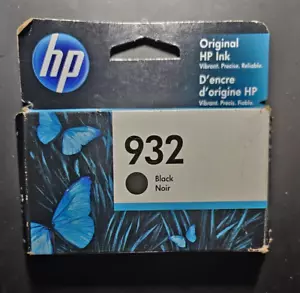 hp
Original
HP Ink
Vibrant. Precise. Reliable.
D'encre
d'origine HP
Vibrant. Précis. Fiable.
932
Black
Noir